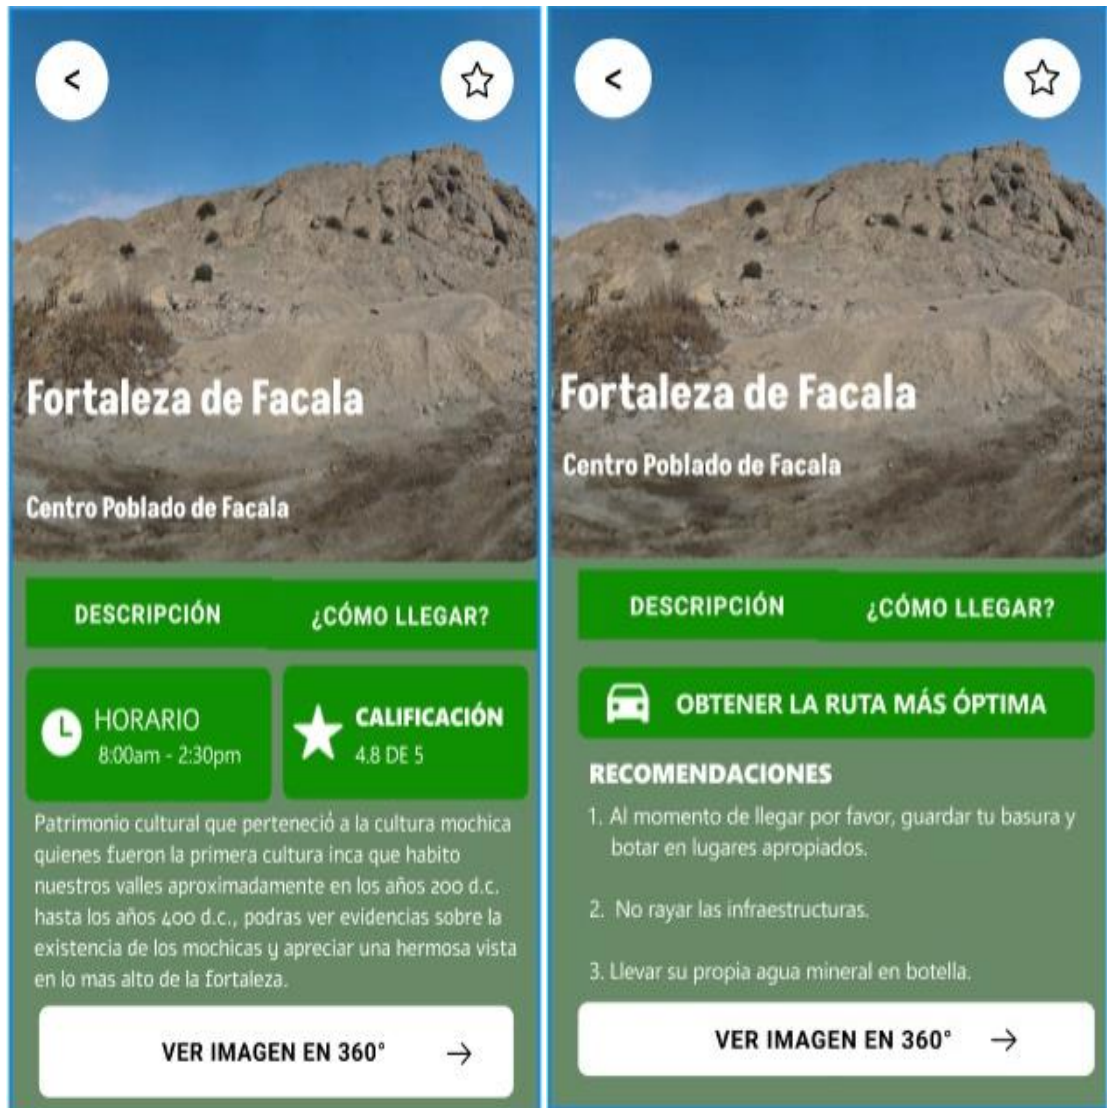 <
Fortaleza de Facala
Centro Poblado de Facala
DESCRIPCIÓN
¿CÓMO LLEGAR?
HORARIO
8:00am - 2:30pm
CALIFICACIÓN
4.8 DE 5
Patrimonio cultural que perteneció a la cultura mochica
quienes fueron la primera cultura inca que habito
nuestros valles aproximadamente en los años 200 d.c.
hasta los años 400 d.c., podras ver evidencias sobre la
existencia de los mochicas y apreciar una hermosa vista
en lo mas alto de la fortaleza.
VER IMAGEN EN 360° →
<
Fortaleza de Facala
Centro Poblado de Facala
DESCRIPCIÓN
¿CÓMO LLEGAR?
OBTENER LA RUTA MÁS ÓPTIMA
RECOMENDACIONES
1. Al momento de llegar por favor, guardar tu basura y
botar en lugares apropiados.
2. No rayar las infraestructuras.
3. Llevar su propia agua mineral en botella.
VER IMAGEN EN 360° →